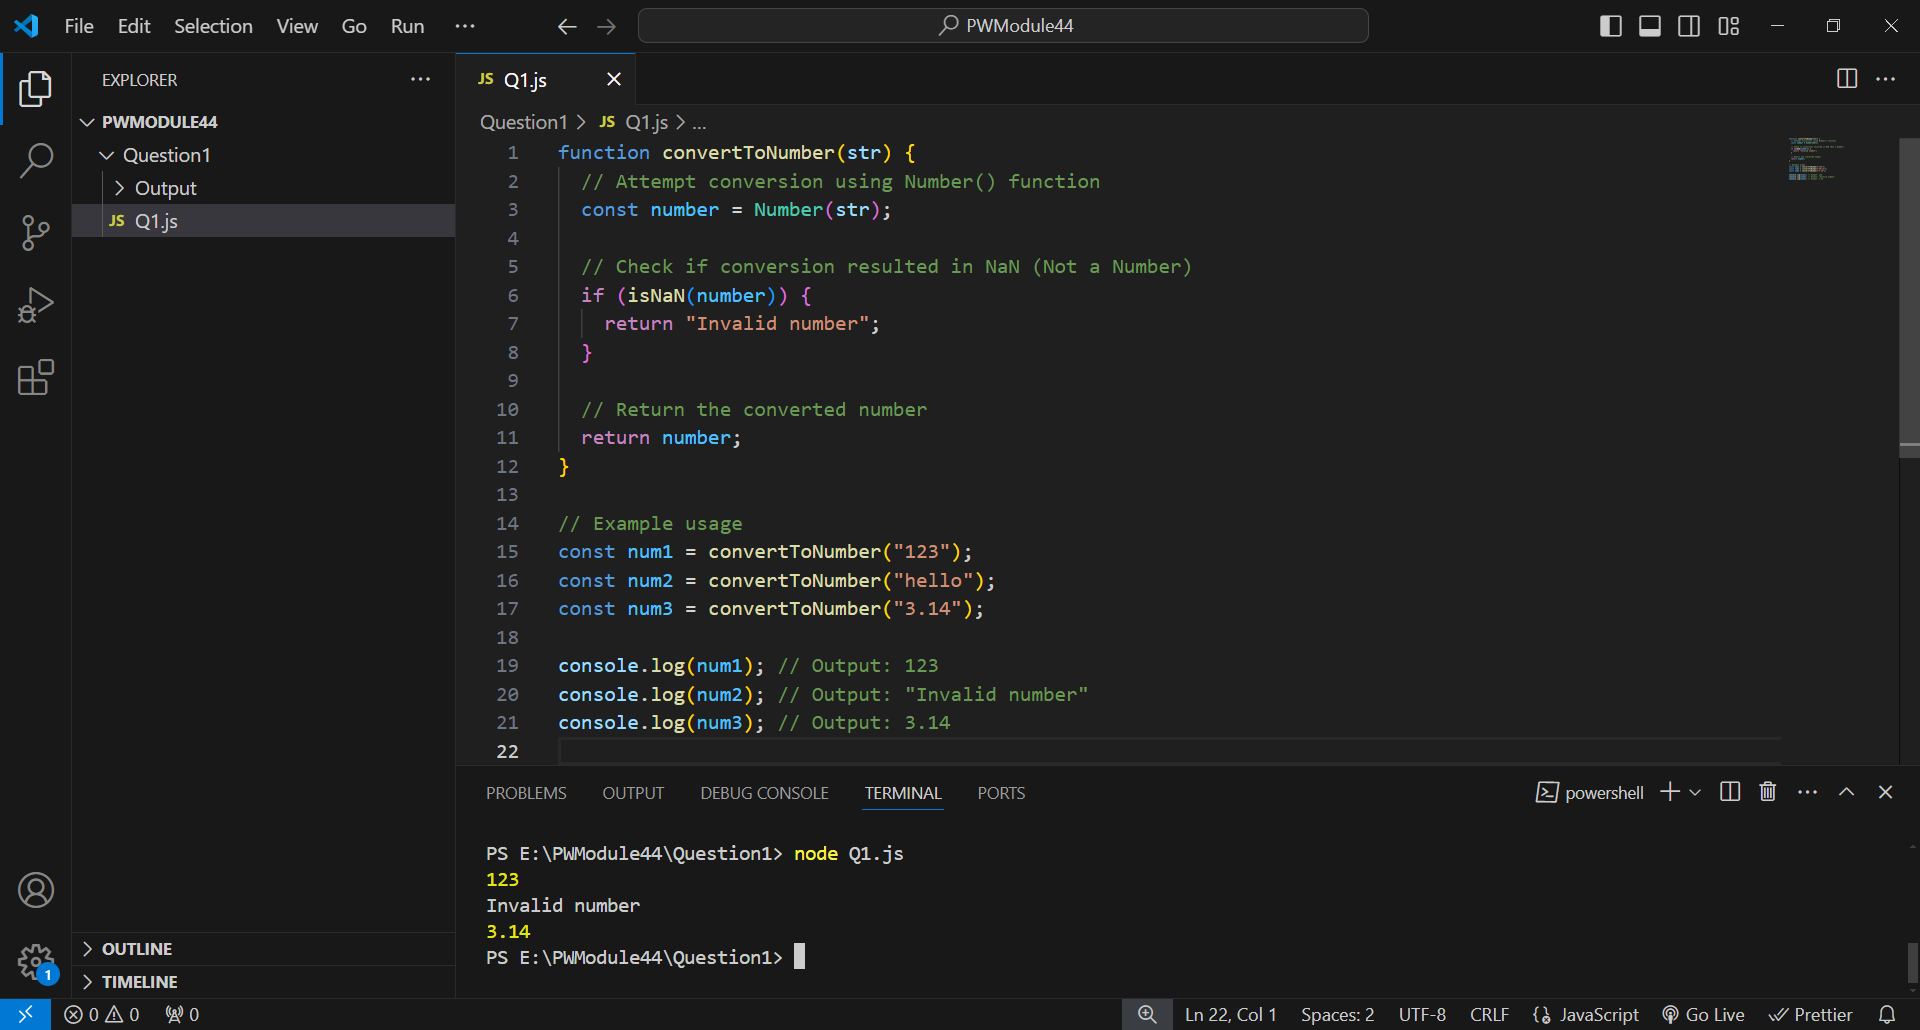 File Edit Selection View Go Run ···
PWModule44
EXPLORER
PWMODULE44
Question1
Output
JS Q1.js
OUTLINE
TIMELINE
JS Q1.js
Question1 > JS Q1.js > ...
1 function convertToNumber(str) {
2 // Attempt conversion using Number() function
3 const number = Number(str);
4
5 // Check if conversion resulted in NaN (Not a Number)
6 if (isNaN(number)) {
7 return "Invalid number";
8 }
9
10 // Return the converted number
11 return number;
12 }
13
14 // Example usage
15 const num1 = convertToNumber("123");
16 const num2 = convertToNumber("hello");
17 const num3 = convertToNumber("3.14");
18
19 console.log(num1); // Output: 123
20 console.log(num2); // Output: "Invalid number"
21 console.log(num3); // Output: 3.14
22
PROBLEMS OUTPUT DEBUG CONSOLE TERMINAL PORTS
powershell
PS E:\PWModule44\Question1> node Q1.js
123
Invalid number
3.14
PS E:\PWModule44\Question1>
1
0 0 0
Ln 22, Col 1 Spaces: 2 UTF-8 CRLF JavaScript Go Live Prettier